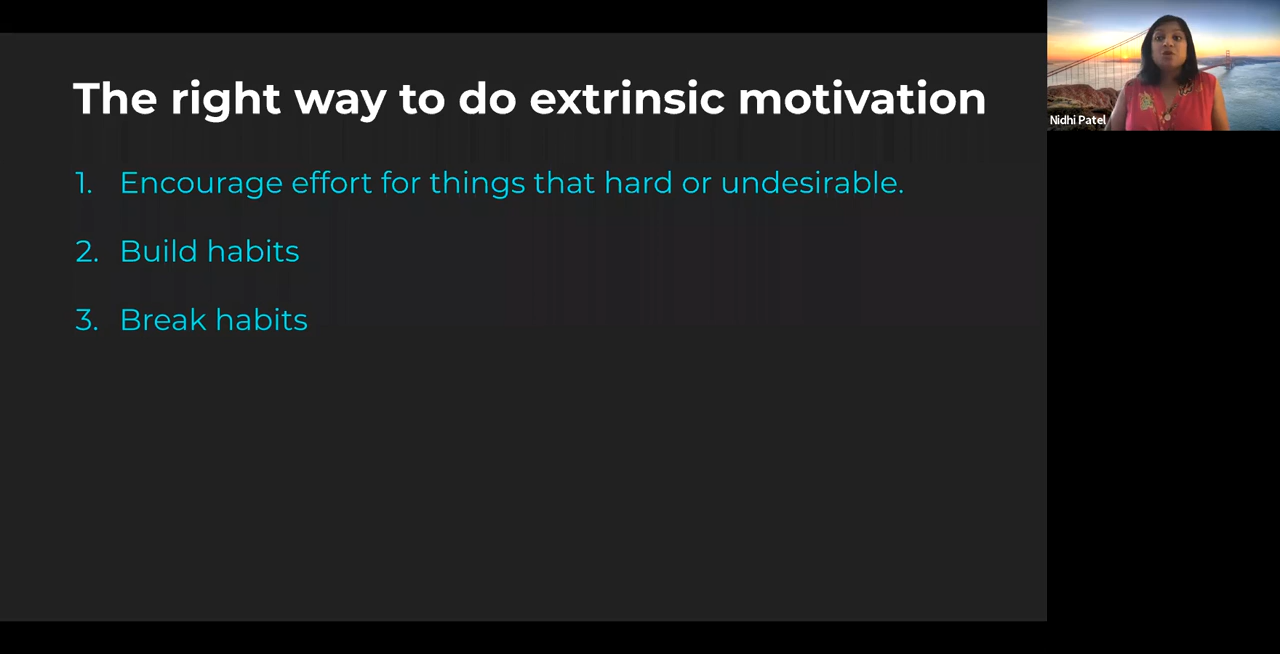 The right way to do extrinsic motivation
1. Encourage effort for things that hard or undesirable.
2. Build habits
3. Break habits
Nidhi Patel